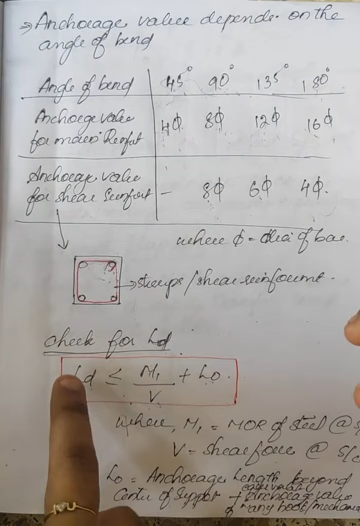 ⇒ Anchorage value depends on the
angle of bend
Angle of bend 45° 90° 135° 180°
Anchorage value 4ϕ 8ϕ 12ϕ 16ϕ
for main Reinft
Anchorage value – 8ϕ 6ϕ 4ϕ
for shear Reinft
where ϕ = dia of bar
→ stirrups/shear reinforcement.
check for Ld
Ld ≤ M₁/V + Lo.
where, M₁ = MOR of steel @
V = shear force @
Lo = Anchorage Length beyond
center of support + equivalent Anchorage value
of any hook/